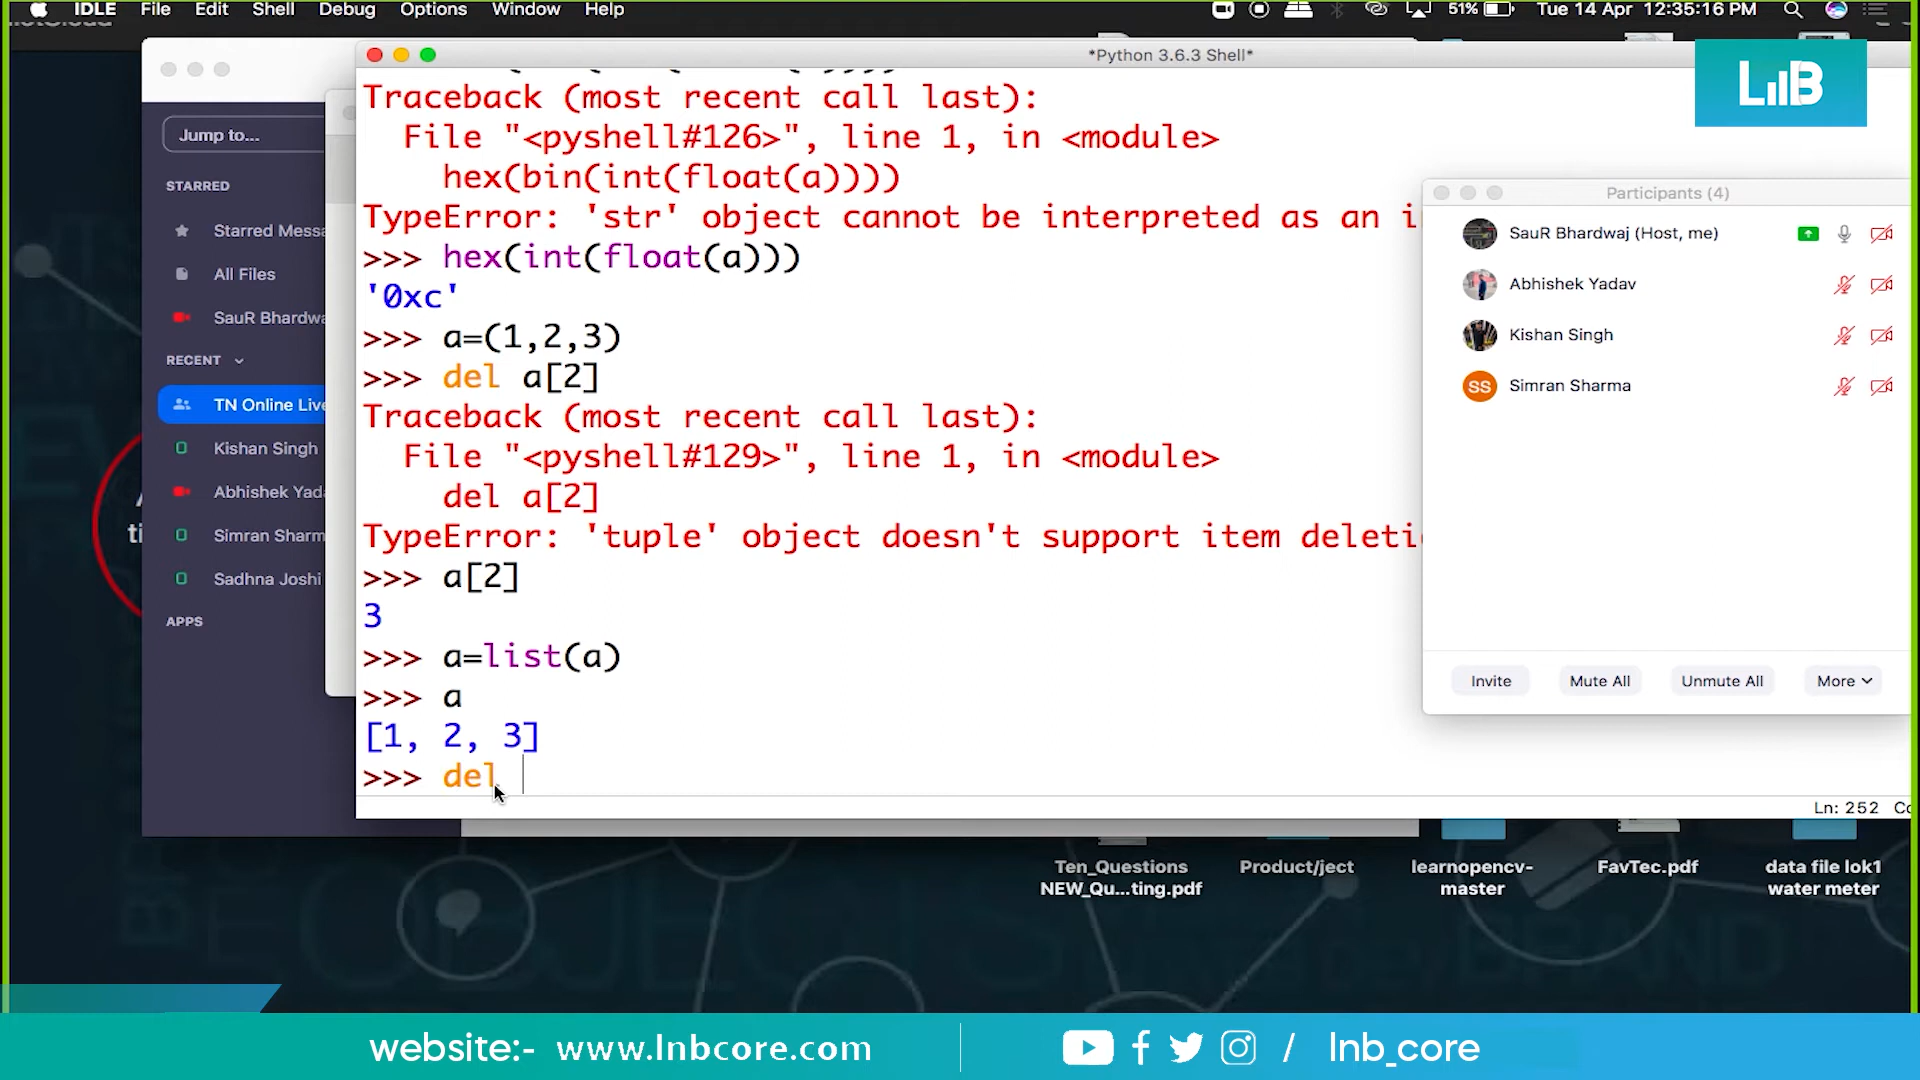 IDLE File Edit Shell Debug Options Window Help 51% Tue 14 Apr 12:35:16 PM
*Python 3.6.3 Shell*
LNB
Traceback (most recent call last):
File "<pyshell#126>", line 1, in <module>
hex(bin(int(float(a))))
TypeError: 'str' object cannot be interpreted as an
>>> hex(int(float(a)))
'0xc'
>>> a=(1,2,3)
>>> del a[2]
Traceback (most recent call last):
File "<pyshell#129>", line 1, in <module>
del a[2]
TypeError: 'tuple' object doesn't support item deleti
>>> a[2]
3
>>> a=list(a)
>>> a
[1, 2, 3]
>>> del
Ln: 252
Jump to...
STARRED
Starred Messa
All Files
SauR Bhardwa
RECENT
TN Online Live
Kishan Singh
Abhishek Yada
Simran Sharm
Sadhna Joshi
APPS
Participants (4)
SauR Bhardwaj (Host, me)
Abhishek Yadav
Kishan Singh
SS Simran Sharma
Invite Mute All Unmute All More
Ten_Questions
NEW_Qu...ting.pdf
Product/ject
learnopencv-
master
FavTec.pdf
data file lok1
water meter
website:- www.lnbcore.com / lnb_core